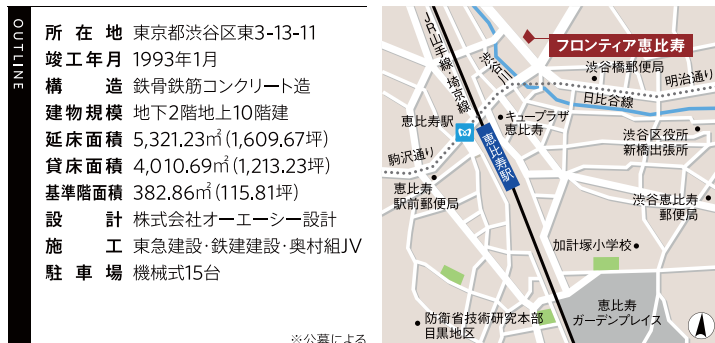 OUTLINE
所在地 東京都渋谷区東3-13-11
竣工年月 1993年1月
構造 鉄骨鉄筋コンクリート造
建物規模 地下2階地上10階建
延床面積 5,321.23㎡(1,609.67坪)
貸床面積 4,010.69㎡(1,213.23坪)
基準階面積 382.86㎡(115.81坪)
設計 株式会社オーエーシー設計
施工 東急建設・鉄建建設・奥村組JV
駐車場 機械式15台
※公募による
JR山手線・埼京線
渋谷川
フロンティア恵比寿
渋谷橋郵便局
明治通り
日比谷線
恵比寿駅
キュープラザ
恵比寿
駒沢通り
恵比寿駅
渋谷区役所
新橋出張所
恵比寿
駅前郵便局
渋谷恵比寿
郵便局
加計塚小学校
恵比寿
ガーデンプレイス
防衛省技術研究本部
目黒地区